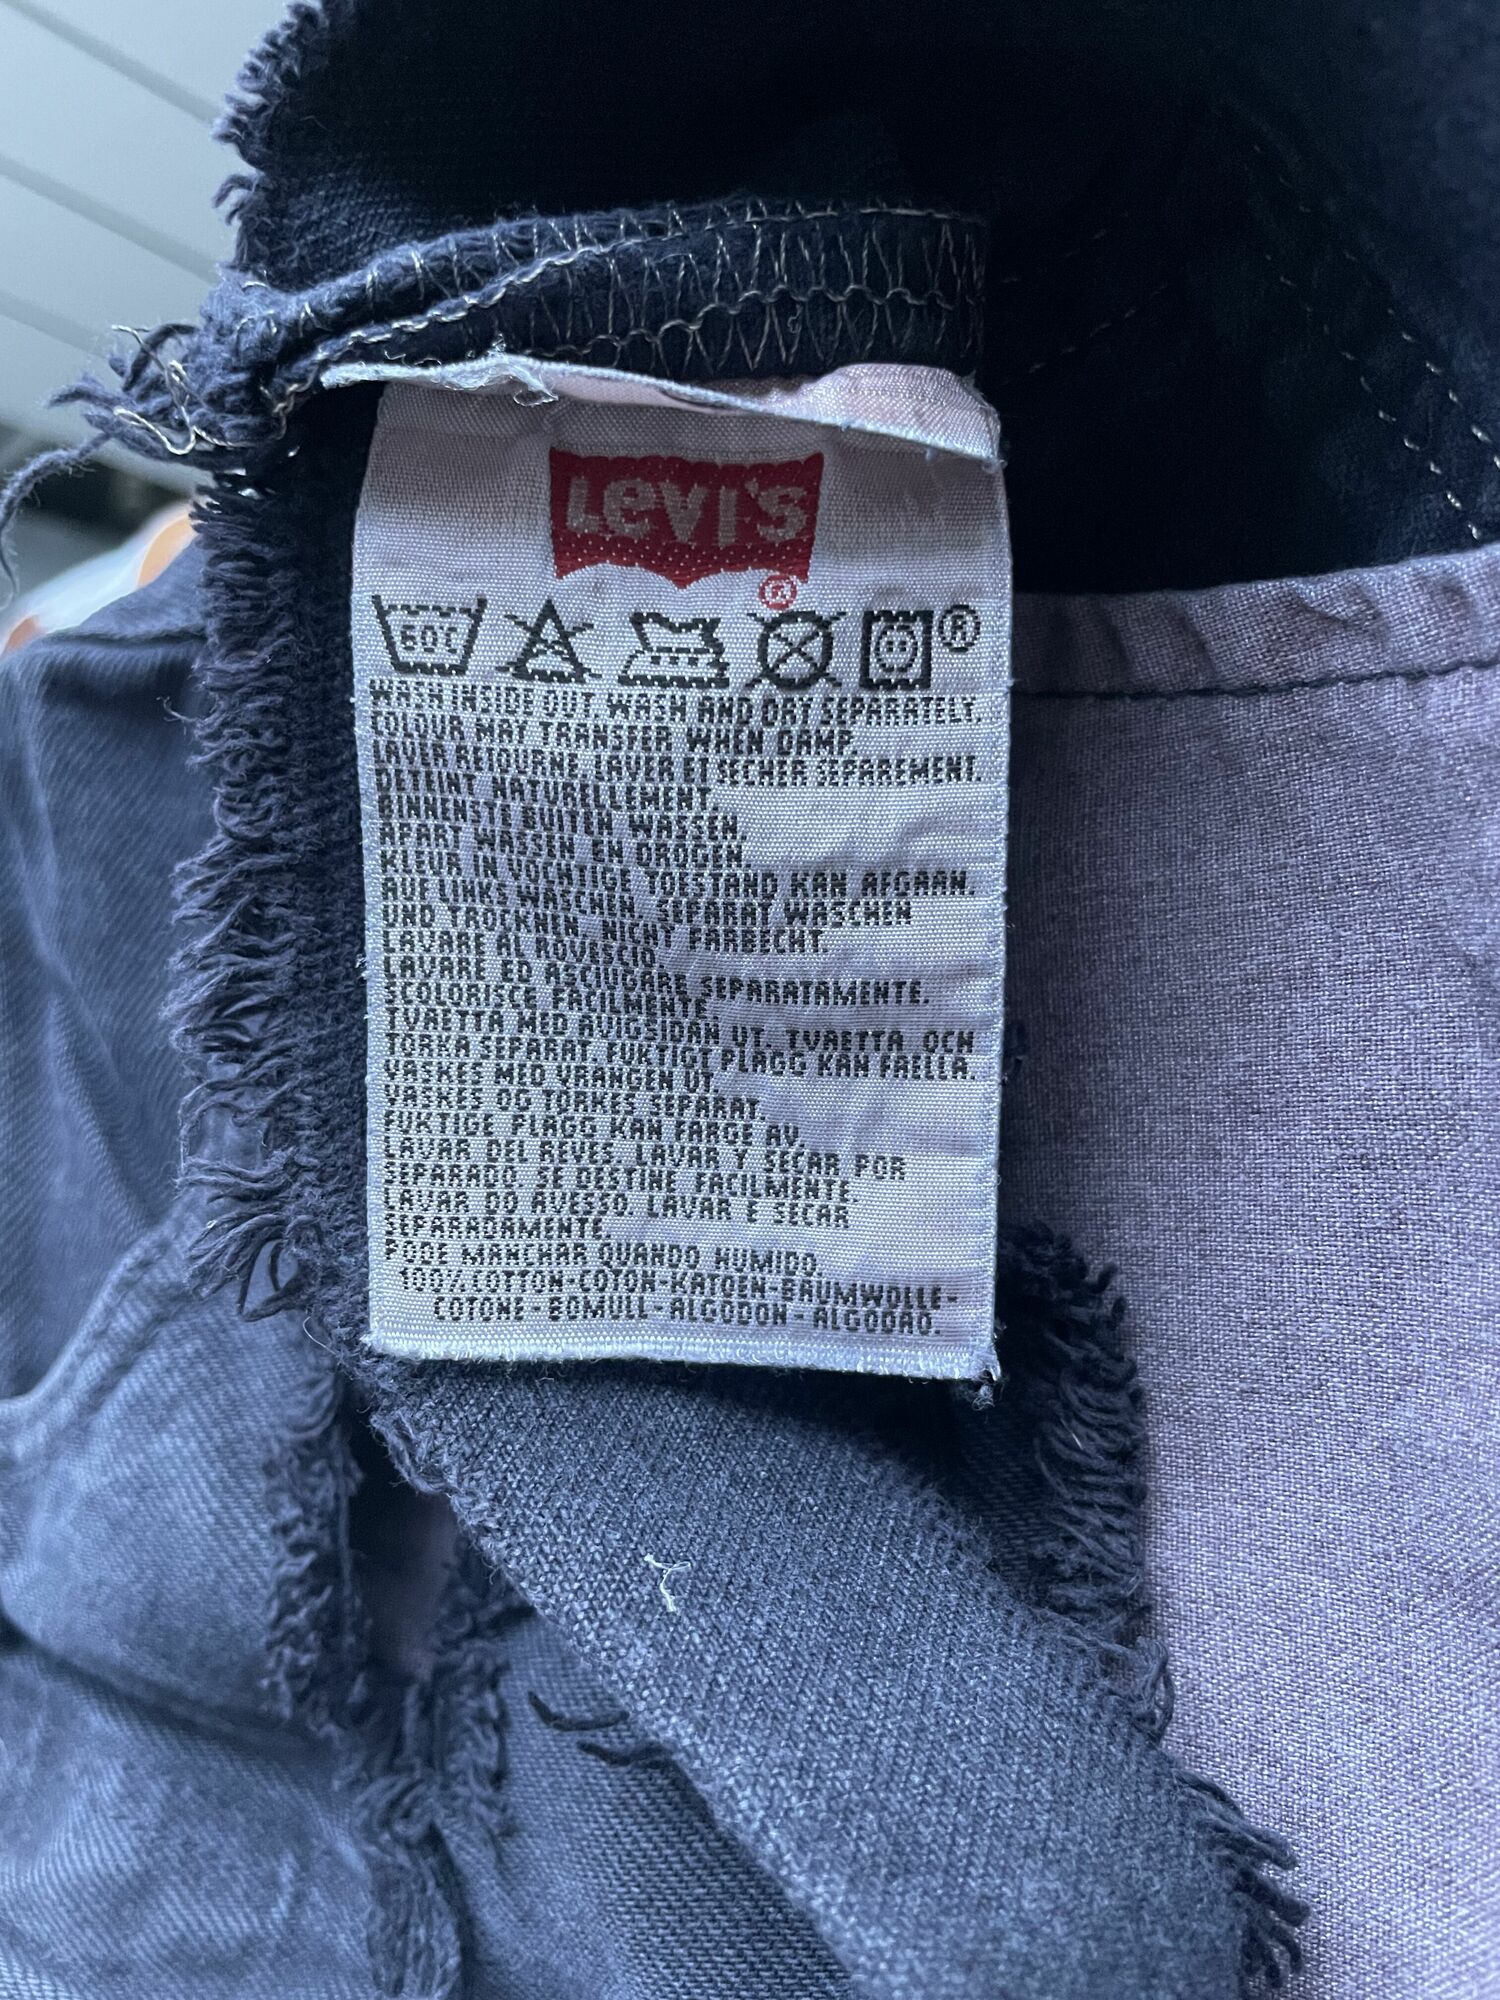 Levi's
®
60C ®
WASH INSIDE OUT. WASH AND DRY SEPARATELY.
COLOUR MAY TRANSFER WHEN DAMP.
LAVER RETOURNE. LAVER ET SECHER SEPAREMENT.
DETEINT NATURELLEMENT.
BINNENSTE BUITEN WASSEN.
APART WASSEN EN DROGEN.
KLEUR IN VOCHTIGE TOESTAND KAN AFGAAN.
AUF LINKS WASCHEN. SEPARAT WASCHEN
UND TROCKNEN. NICHT FARBECHT.
LAVARE AL ROVESCIO.
LAVARE ED ASCIUGARE SEPARATAMENTE.
SCOLORISCE FACILMENTE.
TVAETTA MED AVIGSIDAN UT. TVAETTA OCH
TORKA SEPARAT. FUKTIGT PLAGG KAN FAELLA.
VASKES MED VRANGEN UT.
VASKES OG TORKES SEPARAT.
FUKTIGE PLAGG KAN FARGE AV.
LAVAR DEL REVES. LAVAR Y SECAR POR
SEPARADO. SE DESTINE FACILMENTE.
LAVAR DO AVESSO. LAVAR E SECAR
SEPARADAMENTE.
PODE MANCHAR QUANDO HUMIDO.
100% COTTON-COTON-KATOEN-BAUMWOLLE-
COTONE-BOMULL-ALGODON-ALGODAO.